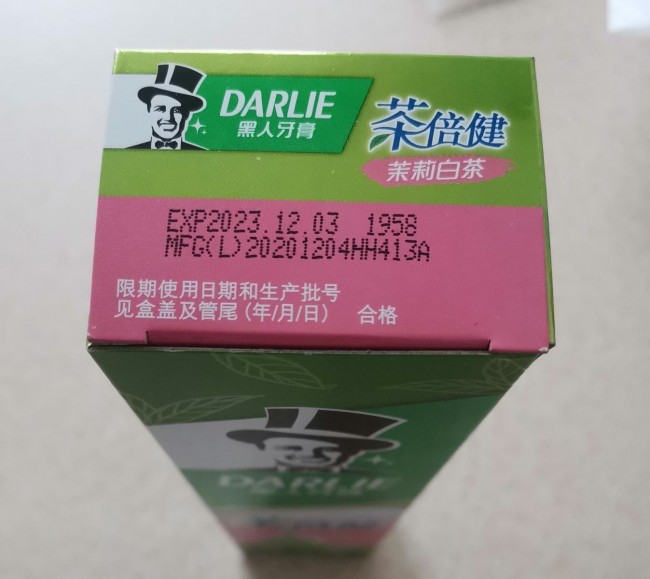 DARLIE
黑人牙膏
茶倍健
茉莉白茶
EXP2023.12.03 1958
MFG(L)20201204HH413A
限期使用日期和生产批号
见盒盖及管尾(年/月/日) 合格
DARLIE